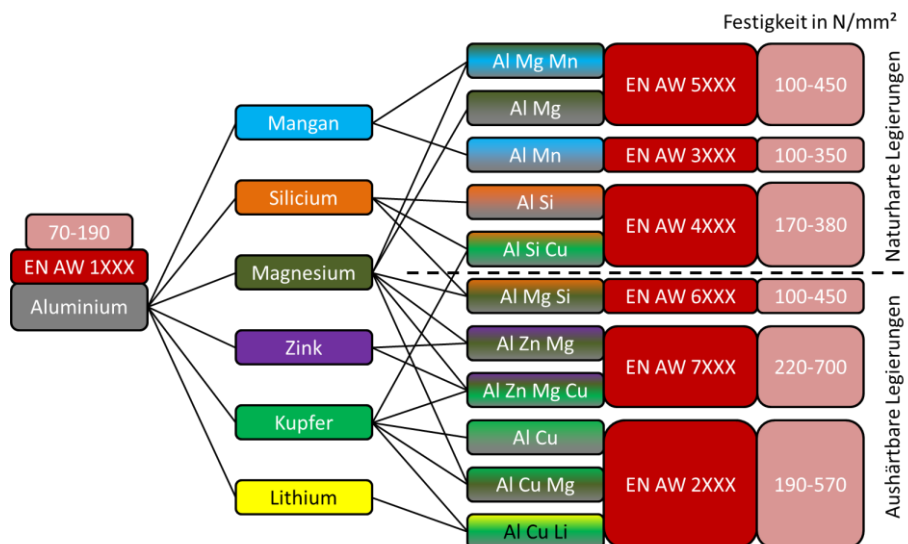 Festigkeit in N/mm²
70-190
EN AW 1XXX
Aluminium
Mangan
Silicium
Magnesium
Zink
Kupfer
Lithium
Al Mg Mn
Al Mg
EN AW 5XXX
100-450
Al Mn
EN AW 3XXX
100-350
Al Si
Al Si Cu
EN AW 4XXX
170-380
Al Mg Si
EN AW 6XXX
100-450
Al Zn Mg
Al Zn Mg Cu
EN AW 7XXX
220-700
Al Cu
Al Cu Mg
Al Cu Li
EN AW 2XXX
190-570
Naturharte Legierungen
Aushärtbare Legierungen